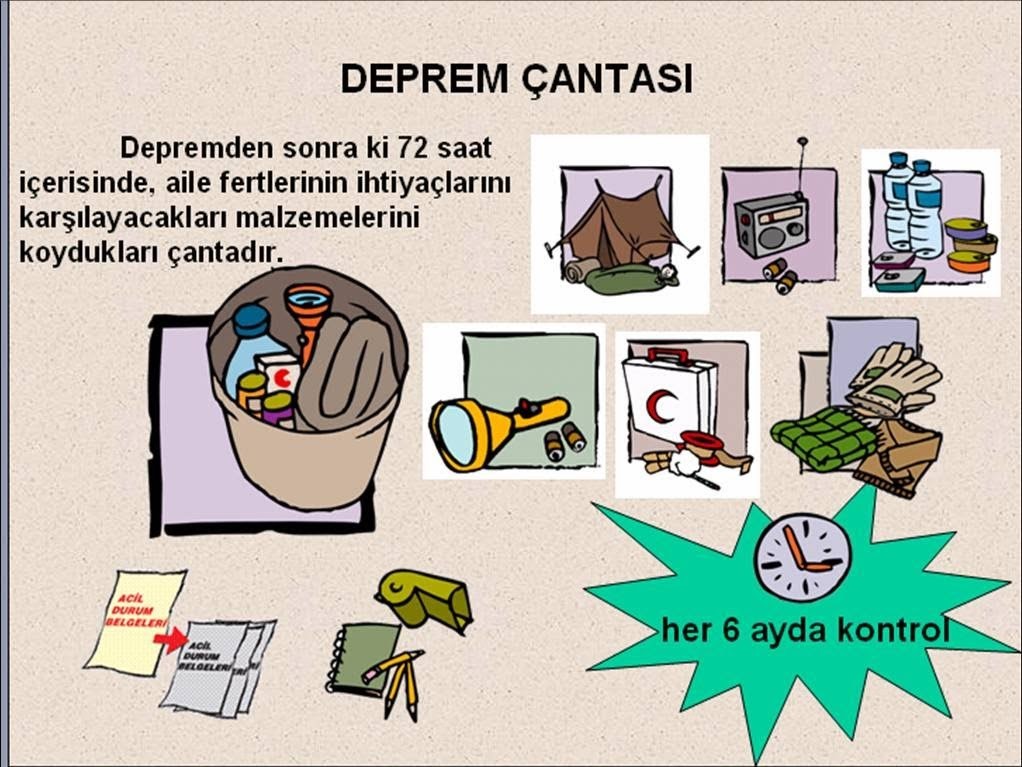 DEPREM ÇANTASI
Depremden sonra ki 72 saat
içerisinde, aile fertlerinin ihtiyaçlarını
karşılayacakları malzemelerini
koydukları çantadır.
ACİL
DURUM
BELGELERİ
ACİL
DURUM
BELGELERİ
her 6 ayda kontrol